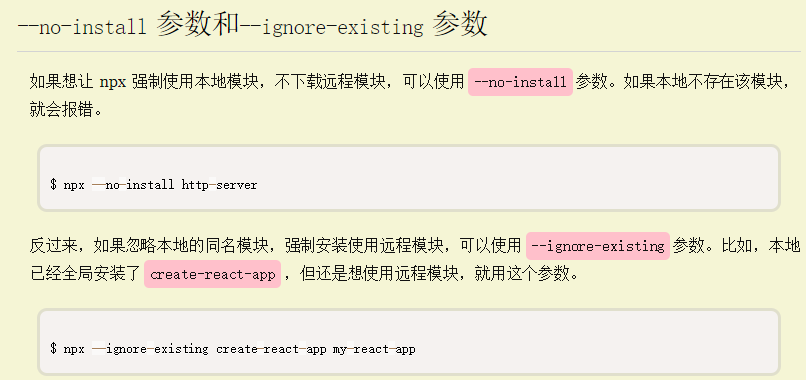 --no-install 参数和--ignore-existing 参数
如果想让 npx 强制使用本地模块，不下载远程模块，可以使用 --no-install 参数。如果本地不存在该模块，
就会报错。
$ npx --no-install http-server
反过来，如果忽略本地的同名模块，强制安装使用远程模块，可以使用 --ignore-existing 参数。比如，本地
已经全局安装了 create-react-app ，但还是想使用远程模块，就用这个参数。
$ npx --ignore-existing create-react-app my-react-app